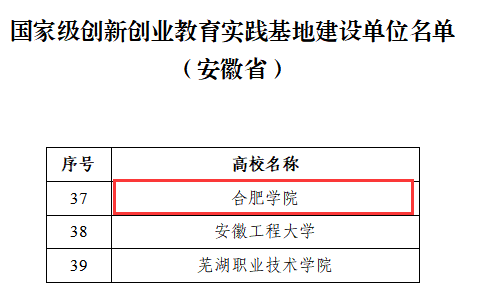 国家级创新创业教育实践基地建设单位名单
（安徽省）
序号 高校名称
37 合肥学院
38 安徽工程大学
39 芜湖职业技术学院